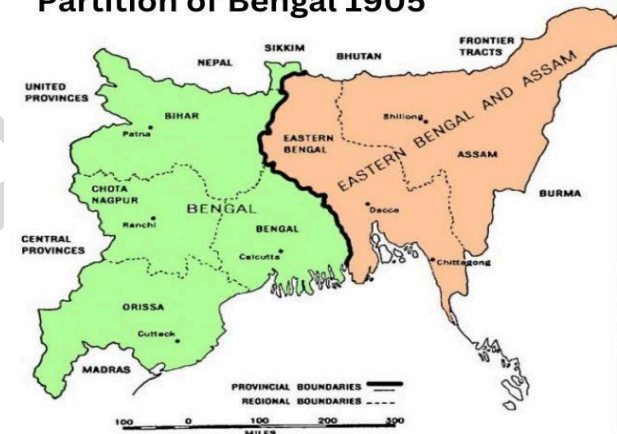 Partition of Bengal 1905
SIKKIM
NEPAL
BHUTAN
FRONTIER
TRACTS
UNITED
PROVINCES
BIHAR
Patna
EASTERN
BENGAL
Shillong
EASTERN BENGAL AND ASSAM
ASSAM
CHOTA
NAGPUR
BENGAL
Ranchi
BENGAL
Calcutta
Dacca
BURMA
CENTRAL
PROVINCES
Chittagong
ORISSA
Cuttack
MADRAS
PROVINCIAL BOUNDARIES
REGIONAL BOUNDARIES
100 0 100 200 300
MILES